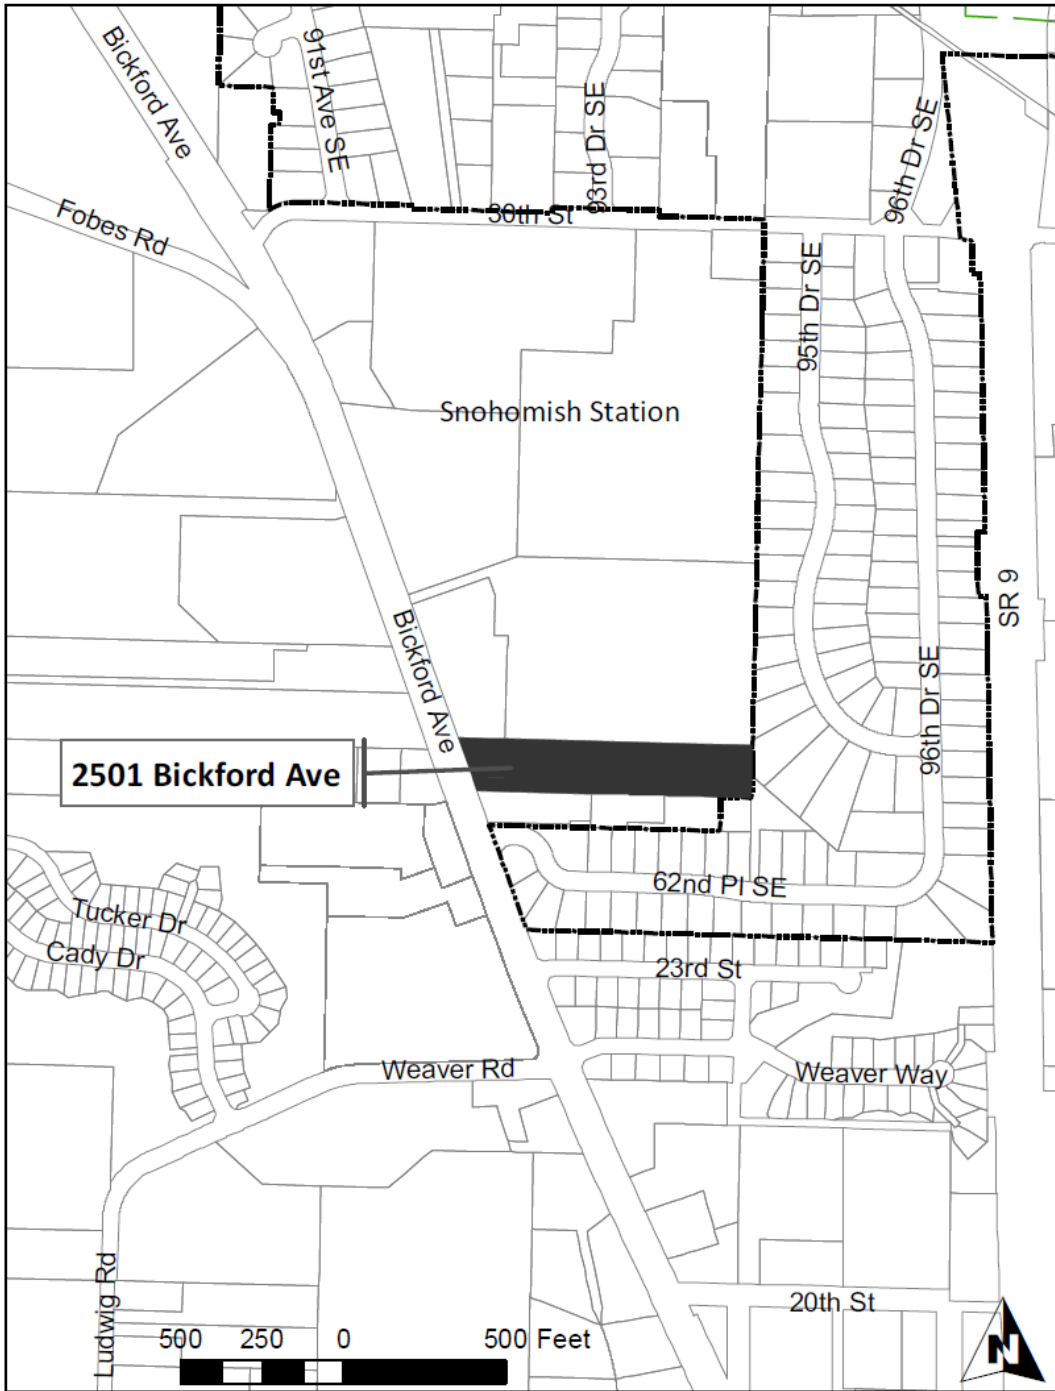 Bickford Ave
91st Ave SE
93rd Dr SE
96th Dr SE
Fobes Rd
30th St
95th Dr SE
Snohomish Station
SR 9
Bickford Ave
96th Dr SE
2501 Bickford Ave
62nd Pl SE
Tucker Dr
Cady Dr
23rd St
Weaver Rd
Weaver Way
Ludwig Rd
20th St
500 250 0 500 Feet
N